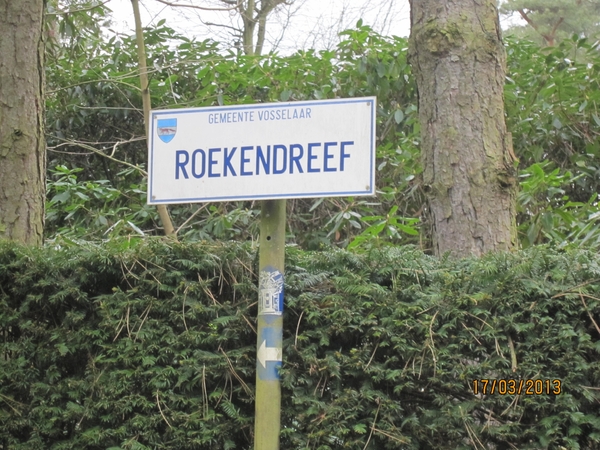 GEMEENTE VOSSELAAR
ROEKENDREEF
17/03/2013